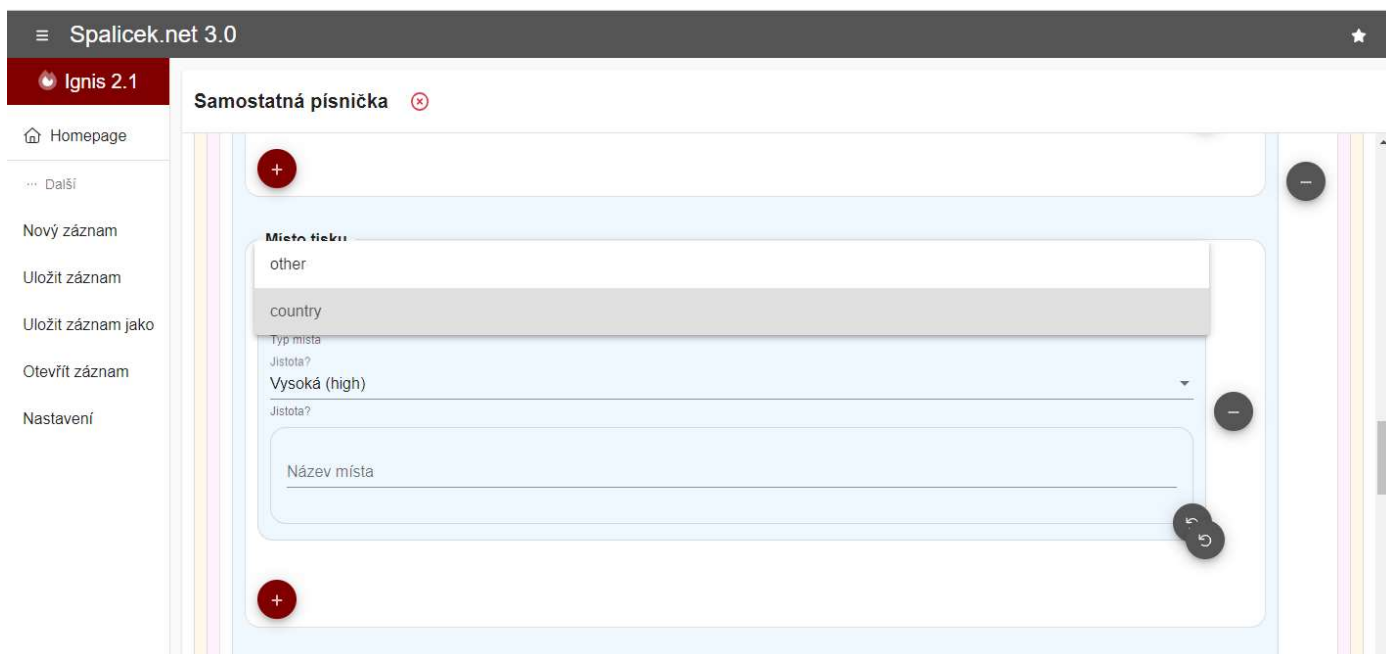 Spalicek.net 3.0
Ignis 2.1
Samostatná písnička
Homepage
Další
Nový záznam
Uložit záznam
Uložit záznam jako
Otevřít záznam
Nastavení
Místo tisku
other
country
Typ místa
Jistota?
Vysoká (high)
Jistota?
Název místa